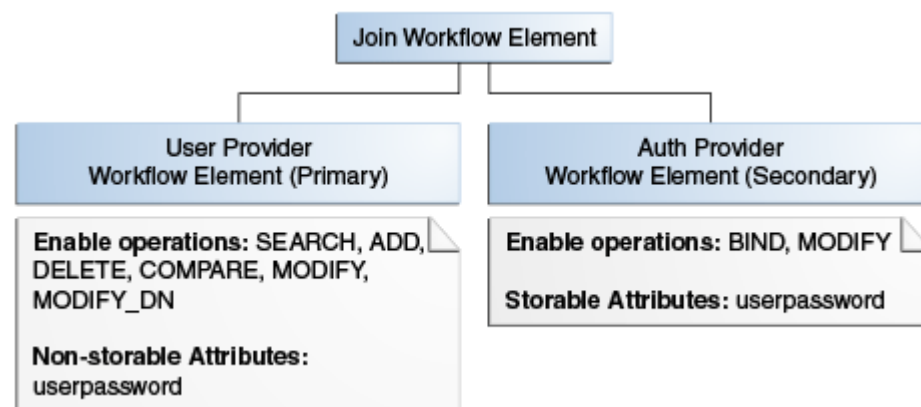 Join Workflow Element
User Provider
Workflow Element (Primary)
Auth Provider
Workflow Element (Secondary)
Enable operations: SEARCH, ADD,
DELETE, COMPARE, MODIFY,
MODIFY_DN
Non-storable Attributes:
userpassword
Enable operations: BIND, MODIFY
Storable Attributes: userpassword